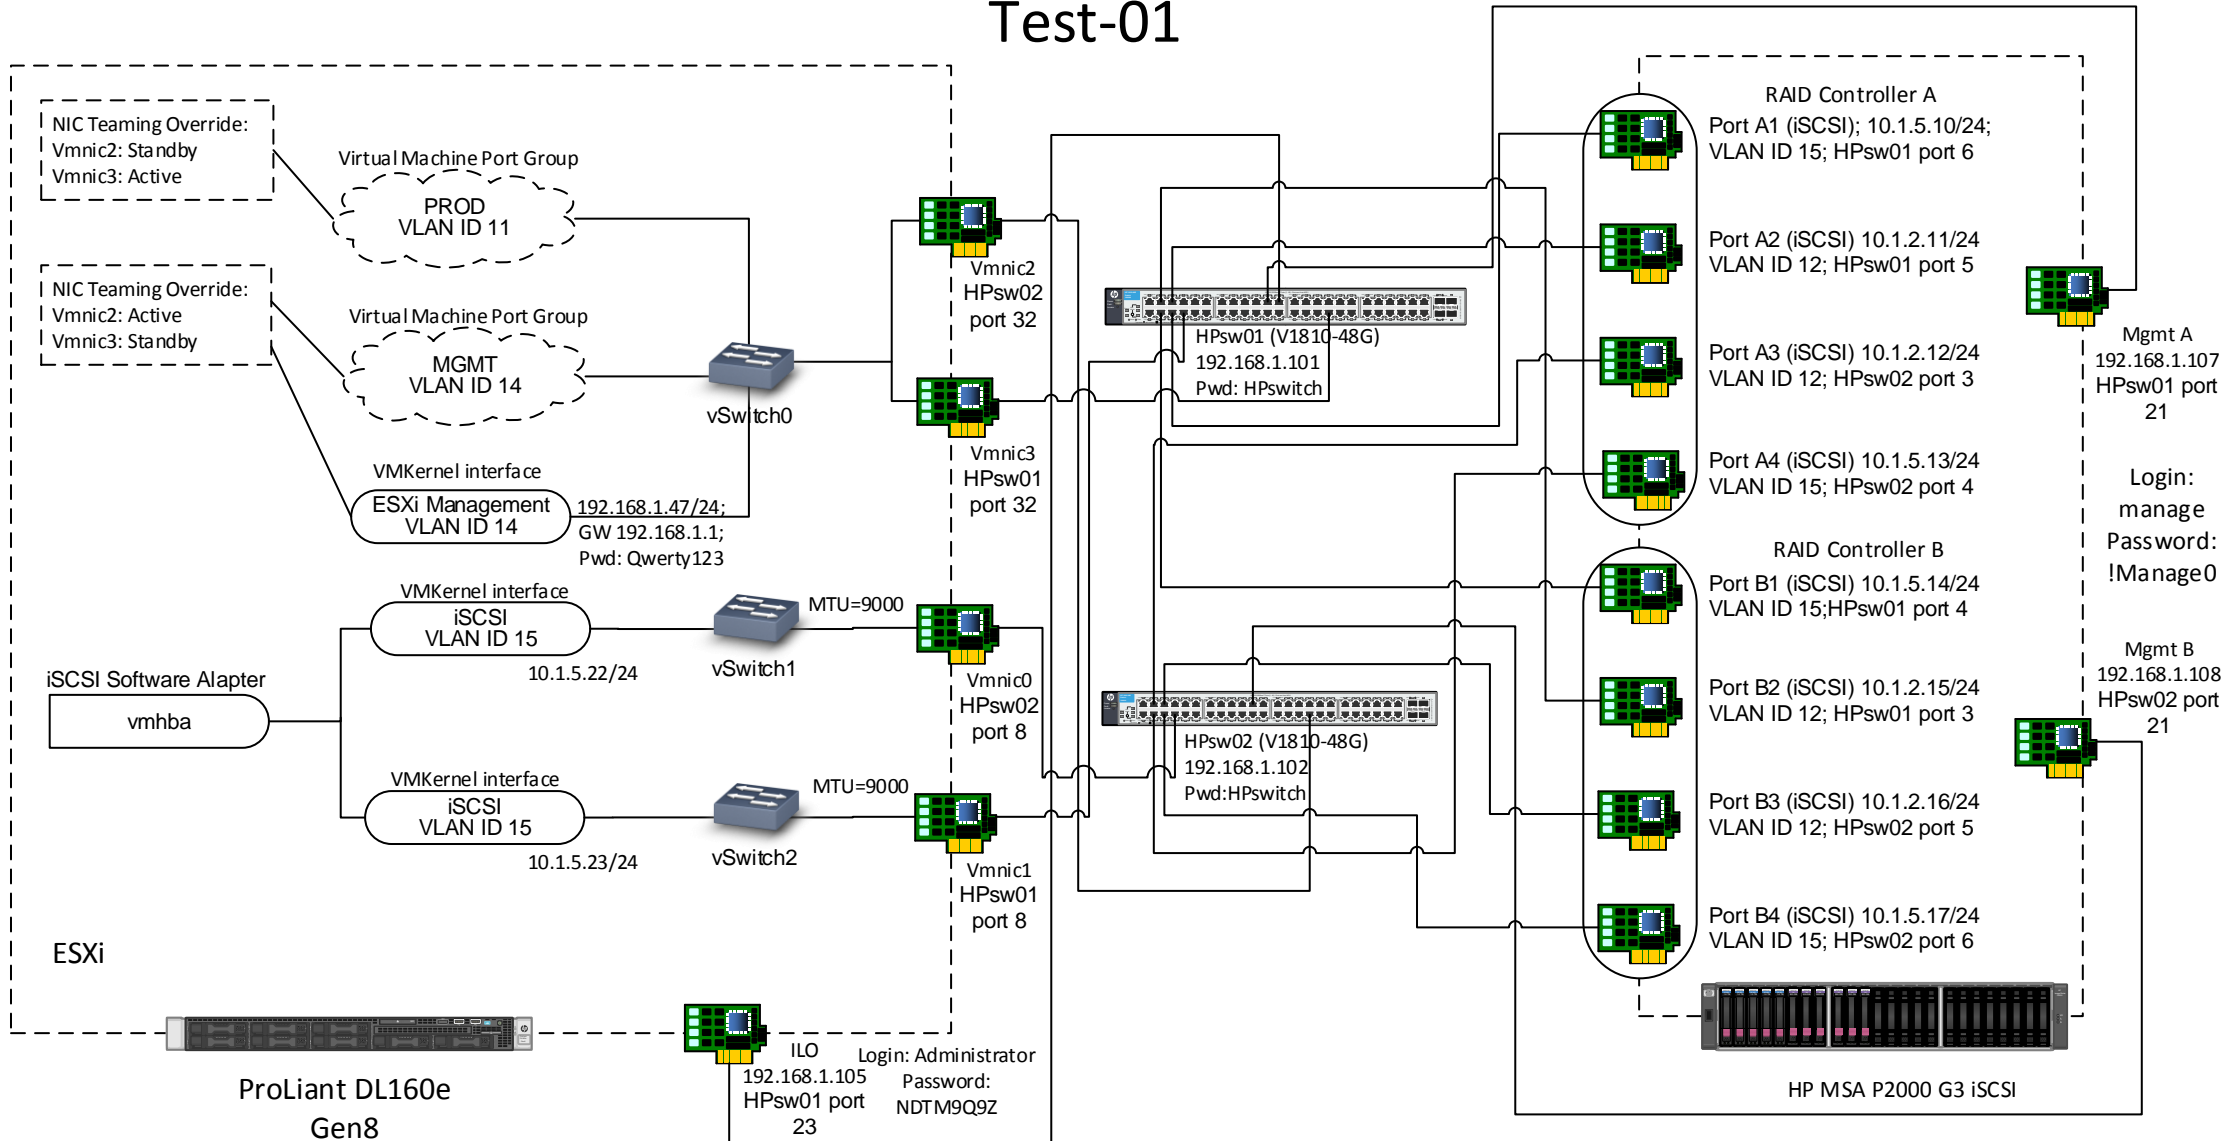 Test-01
NIC Teaming Override:
Vmnic2: Standby
Vmnic3: Active
Virtual Machine Port Group
PROD
VLAN ID 11
NIC Teaming Override:
Vmnic2: Active
Vmnic3: Standby
Virtual Machine Port Group
MGMT
VLAN ID 14
vSwitch0
VMKernel interface
ESXi Management
VLAN ID 14
192.168.1.47/24;
GW 192.168.1.1;
Pwd: Qwerty123
VMKernel interface
iSCSI
VLAN ID 15
10.1.5.22/24
vSwitch1
MTU=9000
iSCSI Software Alapter
vmhba
VMKernel interface
iSCSI
VLAN ID 15
10.1.5.23/24
vSwitch2
MTU=9000
ESXi
ProLiant DL160e
Gen8
Vmnic2
HPsw02
port 32
Vmnic3
HPsw01
port 32
Vmnic0
HPsw02
port 8
Vmnic1
HPsw01
port 8
ILO
192.168.1.105
HPsw01 port
23
Login: Administrator
Password:
NDTM9Q9Z
HPsw01 (V1810-48G)
192.168.1.101
Pwd: HPswitch
HPsw02 (V1810-48G)
192.168.1.102
Pwd:HPswitch
RAID Controller A
Port A1 (iSCSI); 10.1.5.10/24;
VLAN ID 15; HPsw01 port 6
Port A2 (iSCSI) 10.1.2.11/24
VLAN ID 12; HPsw01 port 5
Port A3 (iSCSI) 10.1.2.12/24
VLAN ID 12; HPsw02 port 3
Port A4 (iSCSI) 10.1.5.13/24
VLAN ID 15; HPsw02 port 4
RAID Controller B
Port B1 (iSCSI) 10.1.5.14/24
VLAN ID 15;HPsw01 port 4
Port B2 (iSCSI) 10.1.2.15/24
VLAN ID 12; HPsw01 port 3
Port B3 (iSCSI) 10.1.2.16/24
VLAN ID 12; HPsw02 port 5
Port B4 (iSCSI) 10.1.5.17/24
VLAN ID 15; HPsw02 port 6
HP MSA P2000 G3 iSCSI
Mgmt A
192.168.1.107
HPsw01 port
21
Login:
manage
Password:
!Manage0
Mgmt B
192.168.1.108
HPsw02 port
21